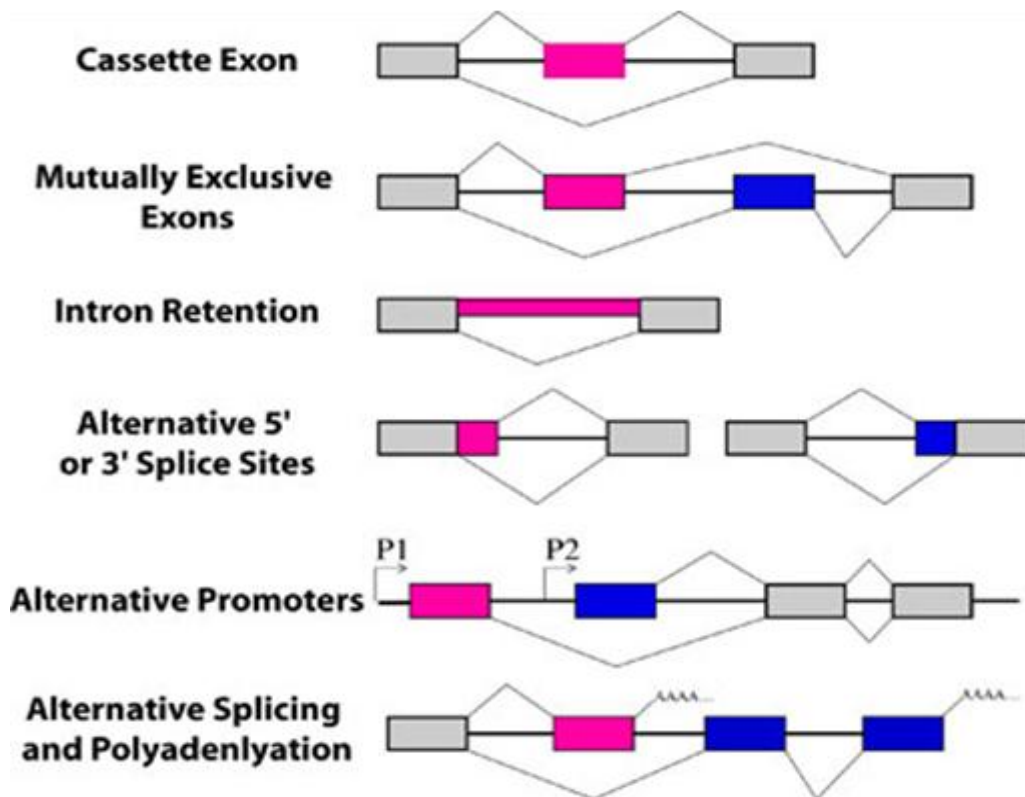 Cassette Exon
Mutually Exclusive
Exons
Intron Retention
Alternative 5'
or 3' Splice Sites
P1 P2
Alternative Promoters
AAAA... AAAA...
Alternative Splicing
and Polyadenlyation